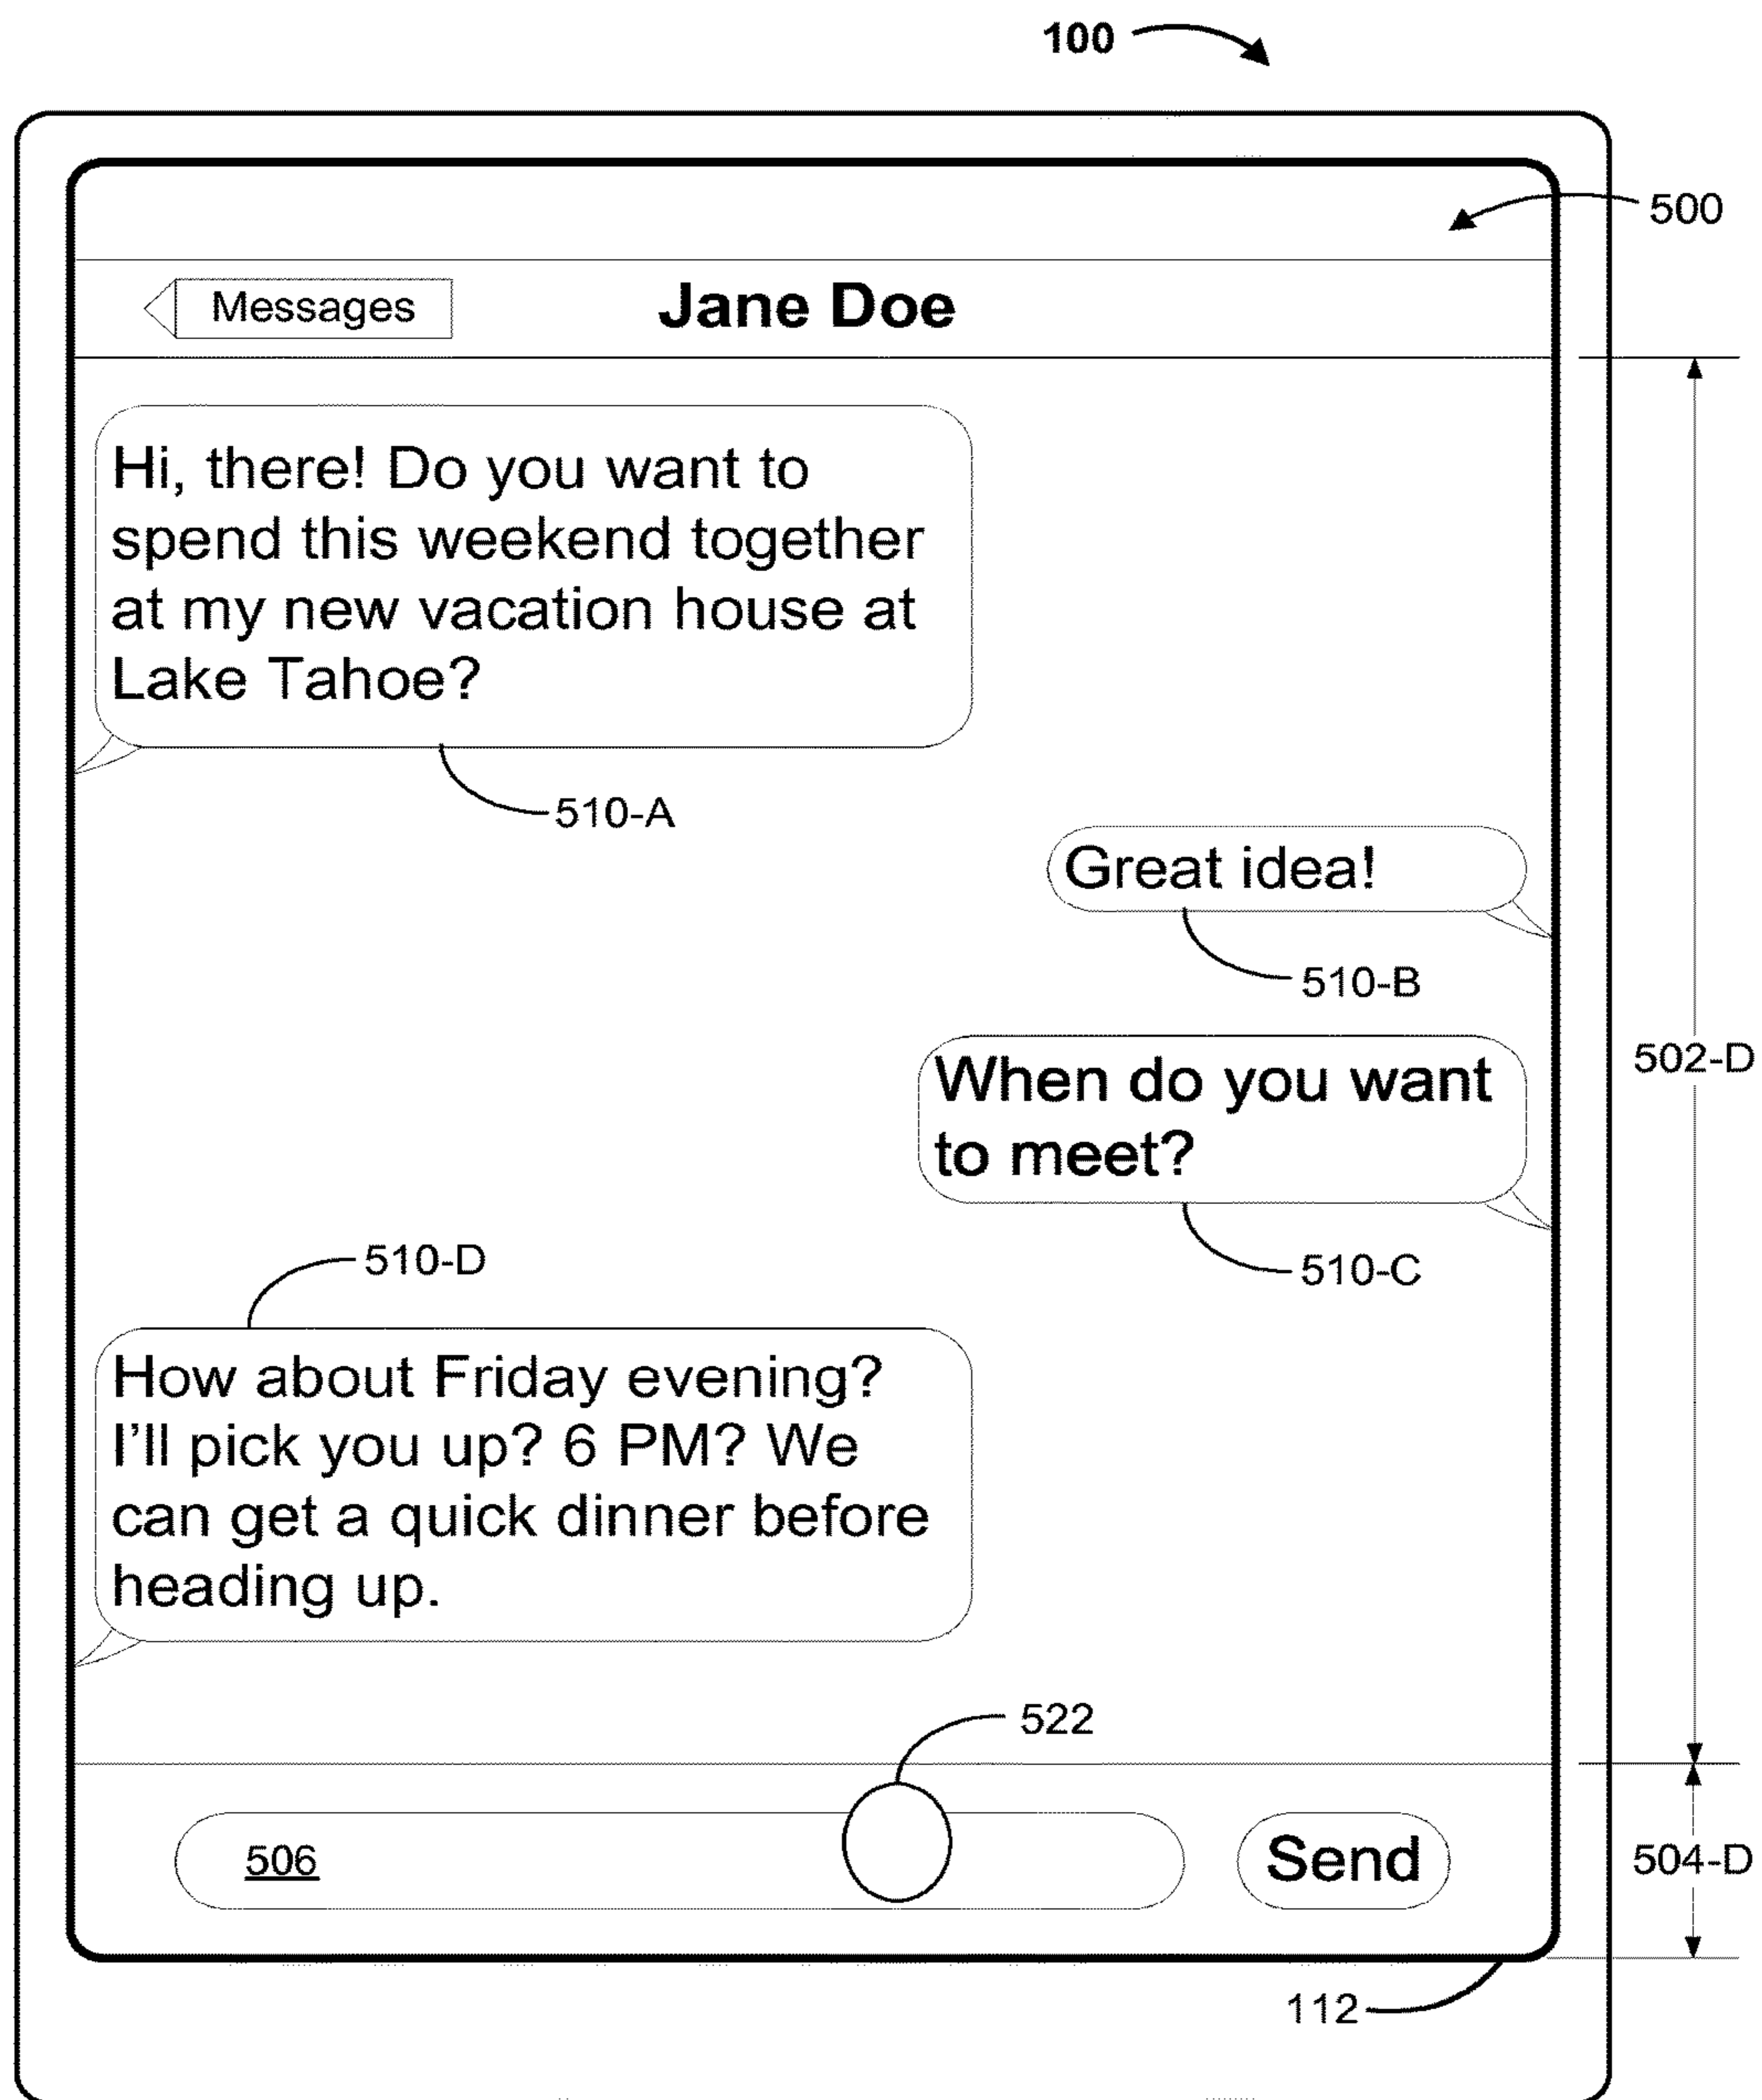 100
500
Messages
Jane Doe
Hi, there! Do you want to
spend this weekend together
at my new vacation house at
Lake Tahoe?
510-A
Great idea!
510-B
502-D
When do you want
to meet?
510-C
510-D
How about Friday evening?
I'll pick you up? 6 PM? We
can get a quick dinner before
heading up.
522
506
Send
504-D
112